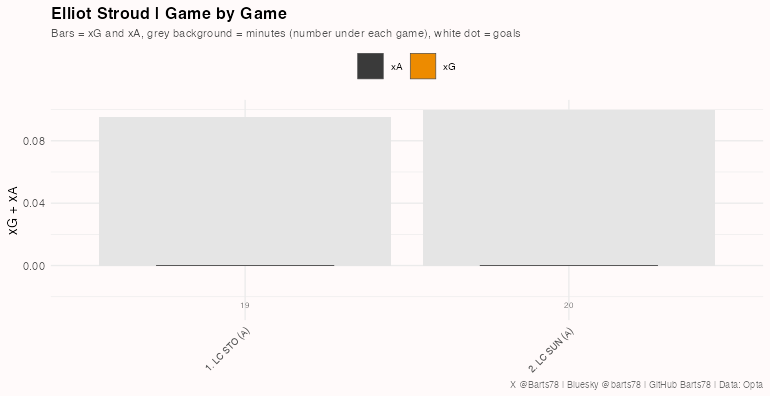 Elliot Stroud | Game by Game
Bars = xG and xA, grey background = minutes (number under each game), white dot = goals
xA
xG
xG + xA
0.08
0.04
0.00
19
20
1. LC STO (A)
2. LC SUN (A)
X @Barts78 | Bluesky @barts78 | GitHub Barts78 | Data: Opta